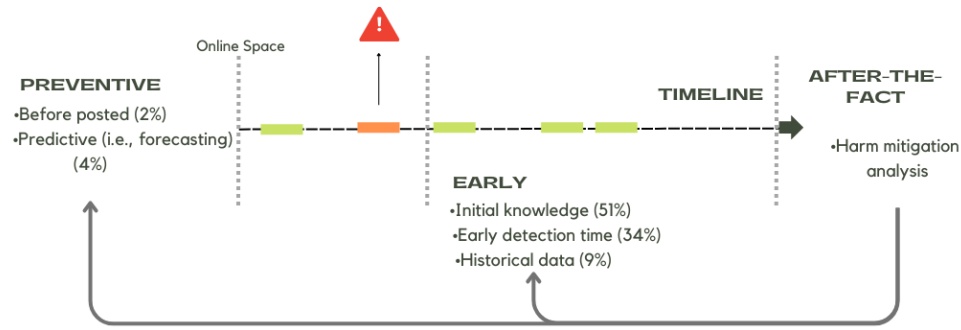 Online Space
!
PREVENTIVE
•Before posted (2%)
•Predictive (i.e., forecasting)
(4%)
TIMELINE
AFTER-THE-
FACT
•Harm mitigation
analysis
EARLY
•Initial knowledge (51%)
•Early detection time (34%)
•Historical data (9%)